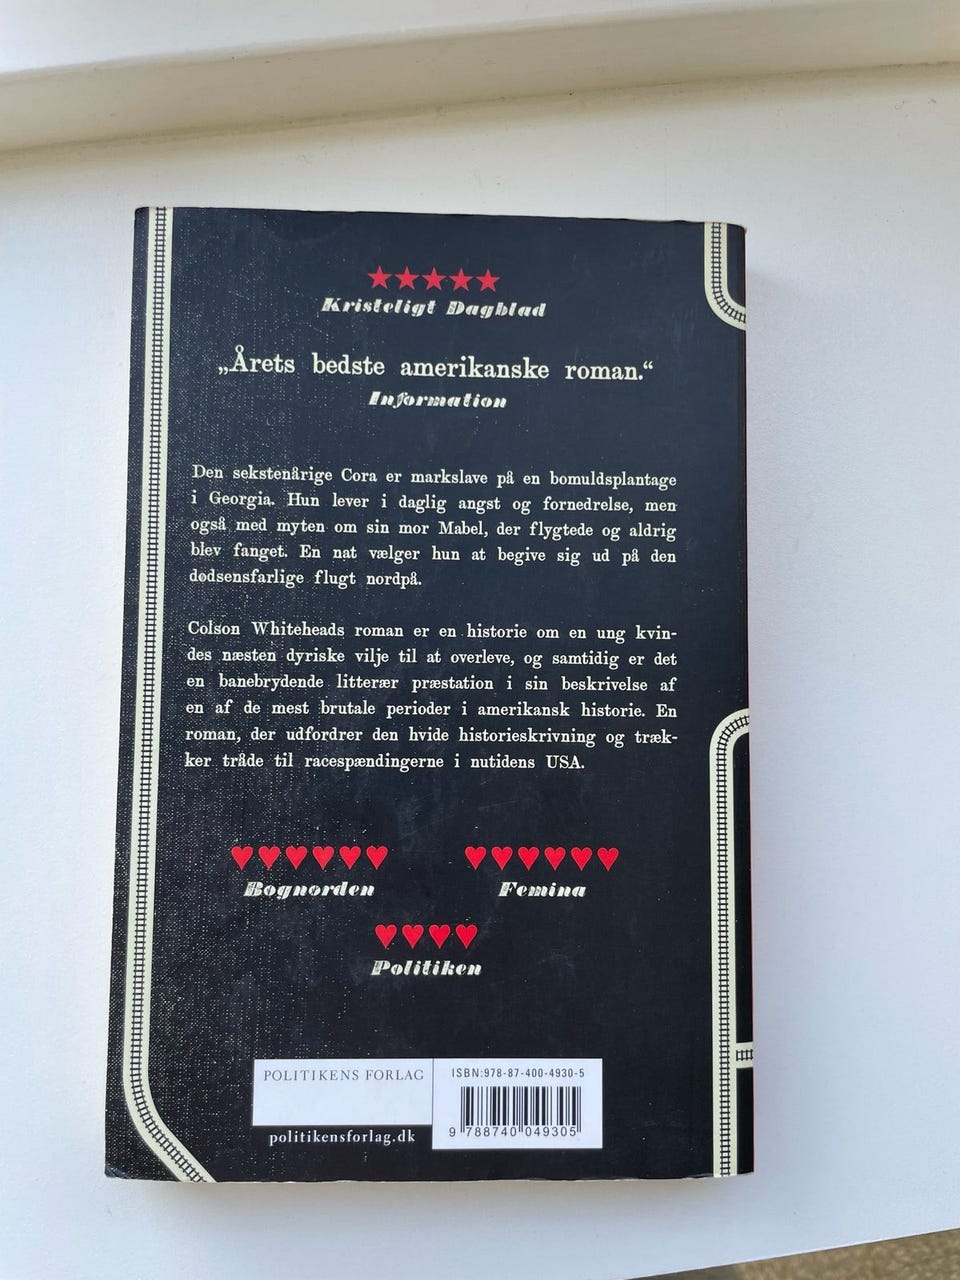 Kristeligt Dagblad
„Årets bedste amerikanske roman.“
Information
Den sekstenårige Cora er markslave på en bomuldsplantage
i Georgia. Hun lever i daglig angst og fornedrelse, men
også med myten om sin mor Mabel, der flygtede og aldrig
blev fanget. En nat vælger hun at begive sig ud på den
dødsensfarlige flugt nordpå.
Colson Whiteheads roman er en historie om en ung kvin-
des næsten dyriske vilje til at overleve, og samtidig er det
en banebrydende litterær præstation i sin beskrivelse af
en af de mest brutale perioder i amerikansk historie. En
roman, der udfordrer den hvide historieskrivning og træk-
ker tråde til racespændingerne i nutidens USA.
Bognorden
Femina
Politiken
POLITIKENS FORLAG
politikensforlag.dk
ISBN:978-87-400-4930-5
9 788740 049305